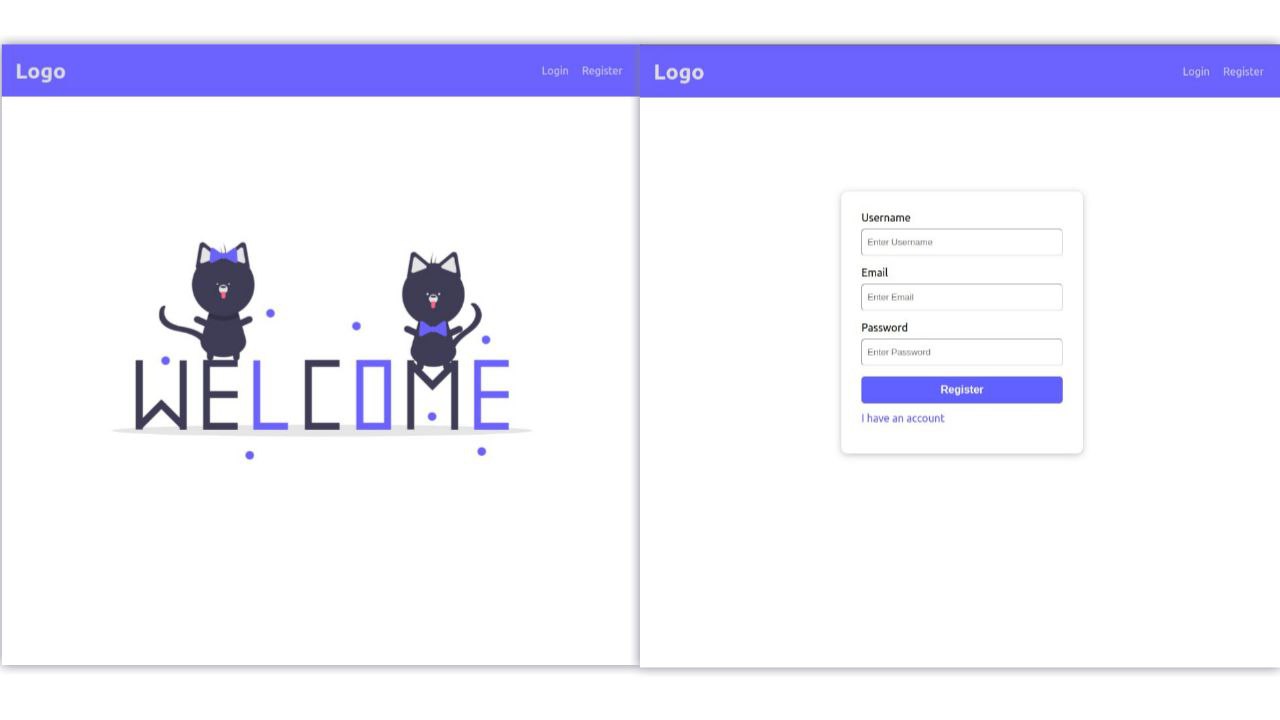 Logo
Login Register
WELCOME
Logo
Login Register
Username
Enter Username
Email
Enter Email
Password
Enter Password
Register
I have an account